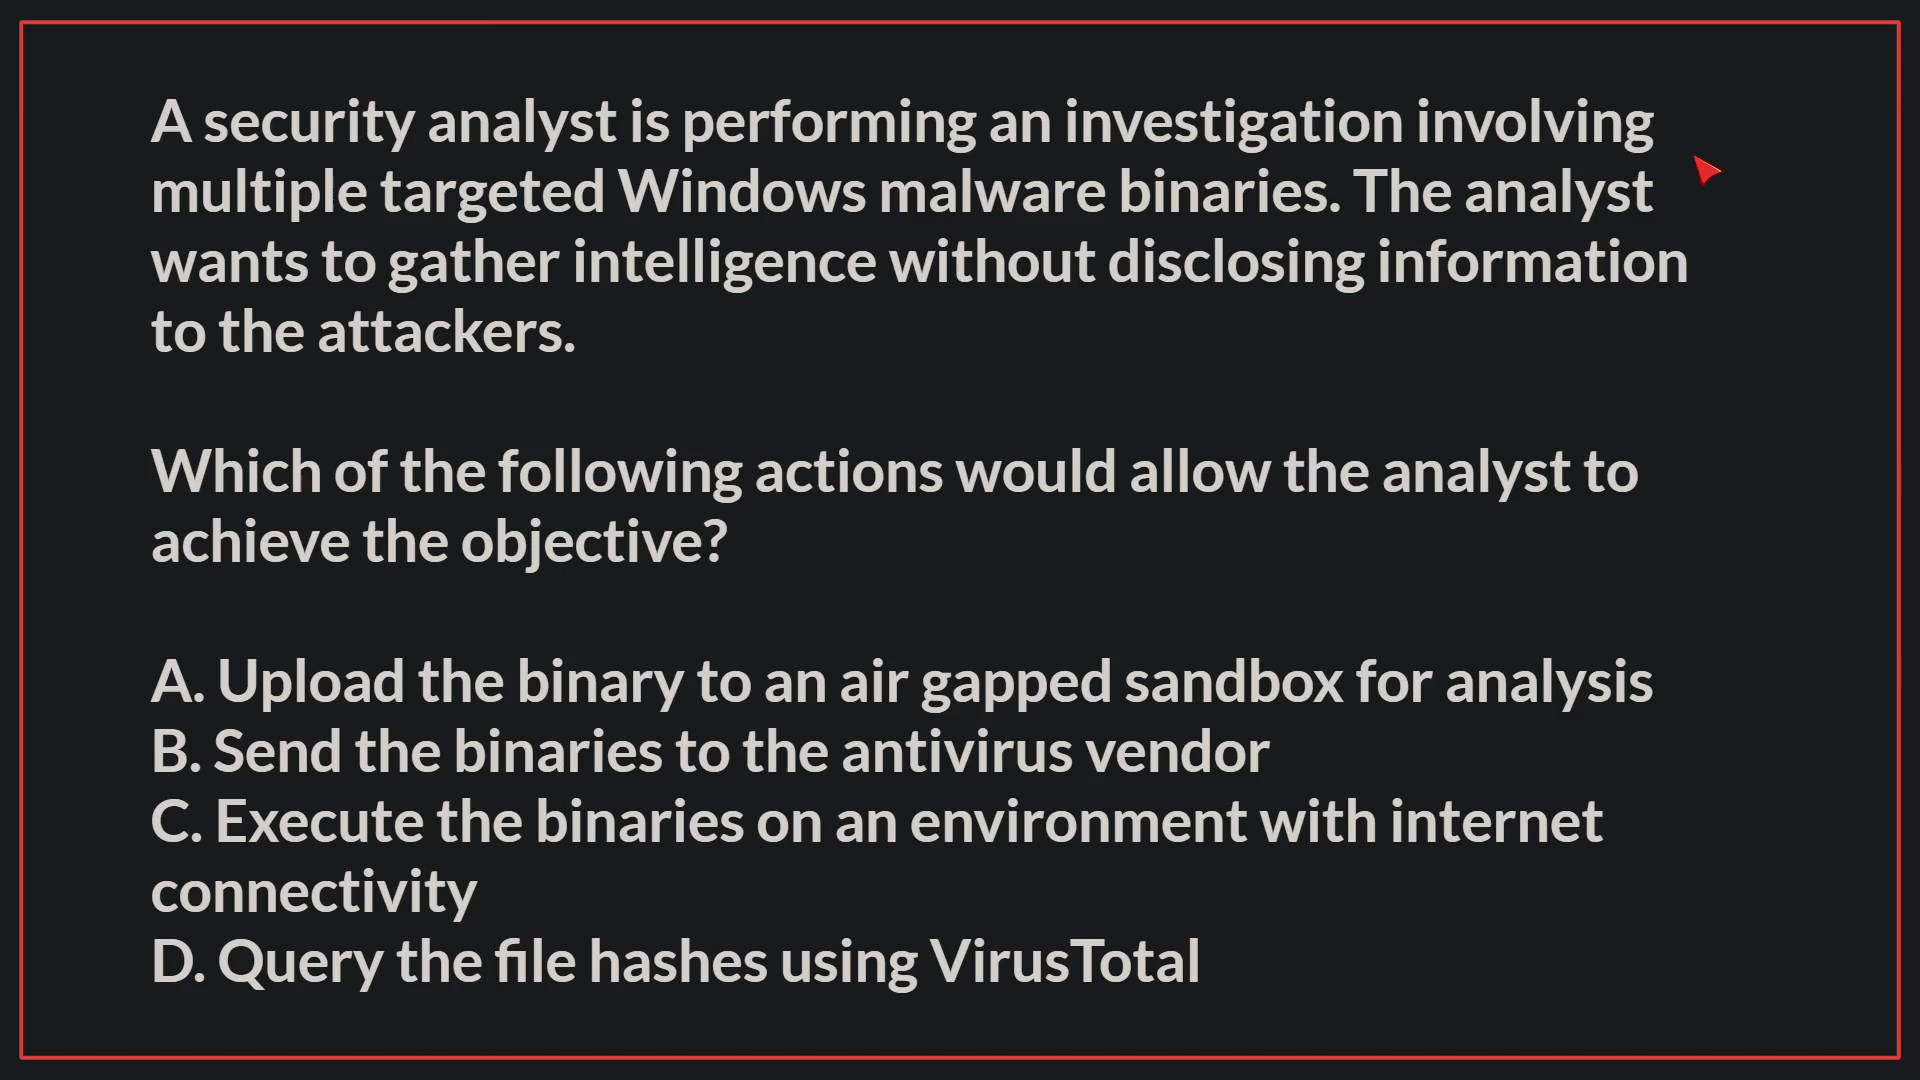 A security analyst is performing an investigation involving
multiple targeted Windows malware binaries. The analyst
wants to gather intelligence without disclosing information
to the attackers.
Which of the following actions would allow the analyst to
achieve the objective?
A. Upload the binary to an air gapped sandbox for analysis
B. Send the binaries to the antivirus vendor
C. Execute the binaries on an environment with internet
connectivity
D. Query the file hashes using VirusTotal